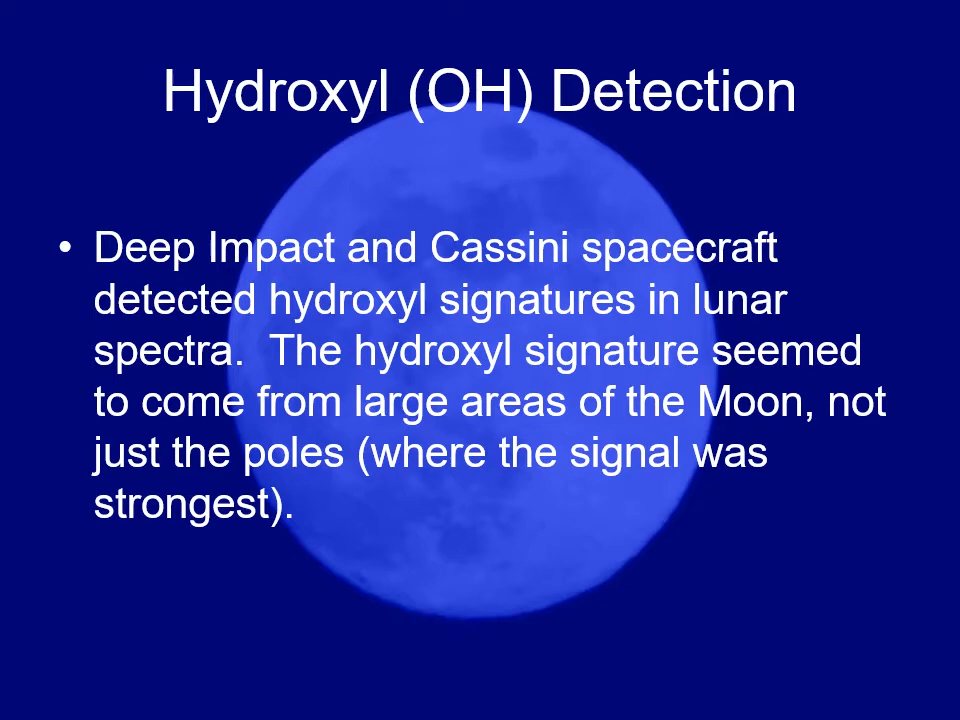 Hydroxyl (OH) Detection
• Deep Impact and Cassini spacecraft
detected hydroxyl signatures in lunar
spectra.  The hydroxyl signature seemed
to come from large areas of the Moon, not
just the poles (where the signal was
strongest).